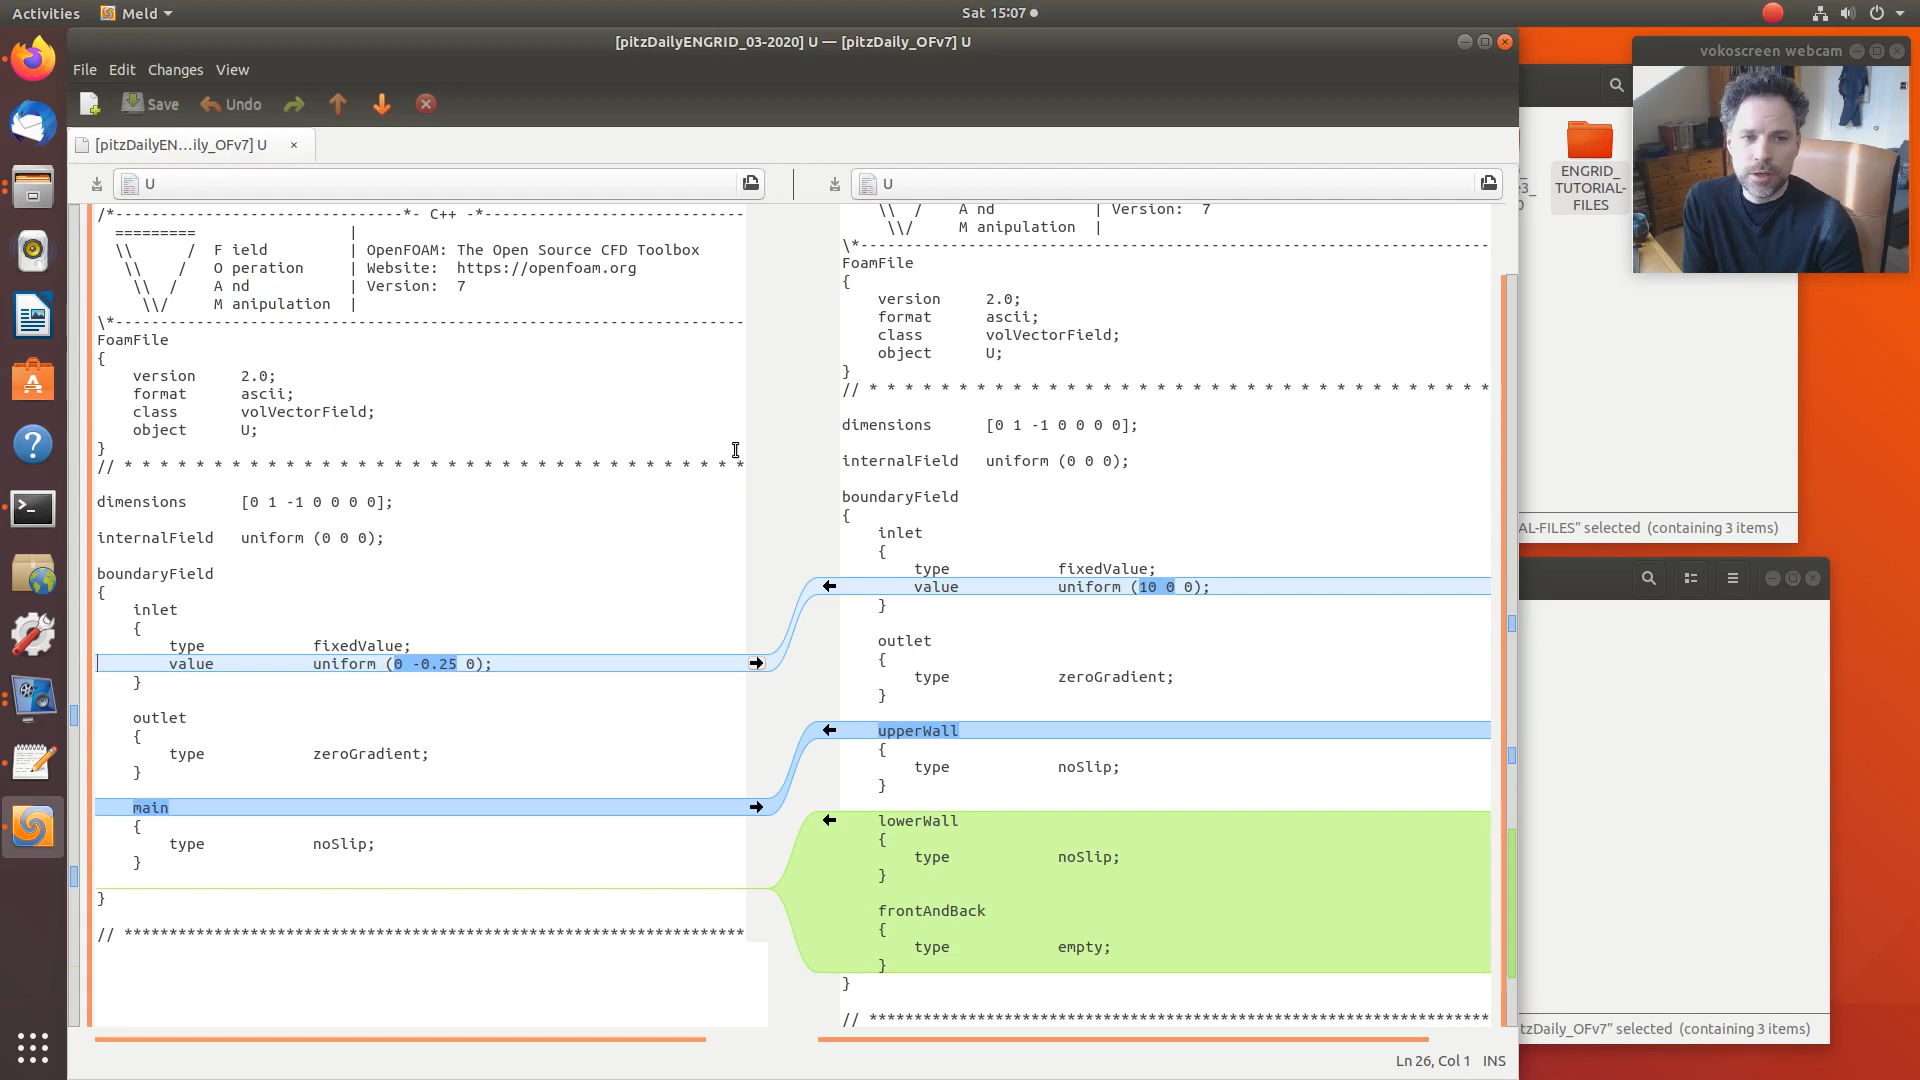 Activities
Meld
Sat 15:07
[pitzDailyENGRID_03-2020] U — [pitzDaily_OFv7] U
vokoscreen webcam
File Edit Changes View
Save
Undo
[pitzDailyEN...ily_OFv7] U
U
U
/*--------------------------------*- C++ -*-----------------------------
  =========                 |
  \\      /  F ield         | OpenFOAM: The Open Source CFD Toolbox
   \\    /   O peration     | Website:  https://openfoam.org
    \\  /    A nd           | Version:  7
     \\/     M anipulation  |
\*----------------------------------------------------------------------
FoamFile
{
    version     2.0;
    format      ascii;
    class       volVectorField;
    object      U;
}
// * * * * * * * * * * * * * * * * * * * * * * * * * * * * * * * * * * *
dimensions      [0 1 -1 0 0 0 0];
internalField   uniform (0 0 0);
boundaryField
{
    inlet
    {
        type            fixedValue;
        value           uniform (0 -0.25 0);
    }
    outlet
    {
        type            zeroGradient;
    }
    main
    {
        type            noSlip;
    }
}
// *********************************************************************
    \\  /    A nd           | Version:  7
     \\/     M anipulation  |
\*----------------------------------------------------------------------
FoamFile
{
    version     2.0;
    format      ascii;
    class       volVectorField;
    object      U;
}
// * * * * * * * * * * * * * * * * * * * * * * * * * * * * * * * * * * *
dimensions      [0 1 -1 0 0 0 0];
internalField   uniform (0 0 0);
boundaryField
{
    inlet
    {
        type            fixedValue;
        value           uniform (10 0 0);
    }
    outlet
    {
        type            zeroGradient;
    }
    upperWall
    {
        type            noSlip;
    }
    lowerWall
    {
        type            noSlip;
    }
    frontAndBack
    {
        type            empty;
    }
}
// *********************************************************************
Ln 26, Col 1 INS
ENGRID_
TUTORIAL-
FILES
AL-FILES” selected (containing 3 items)
tzDaily_OFv7” selected (containing 3 items)